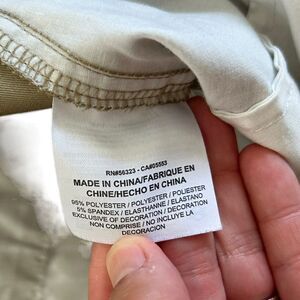 RN#56323 - CA#05553
MADE IN CHINA/FABRIQUE EN
CHINE/HECHO EN CHINA
95% POLYESTER / POLYESTER / POLIESTER
5% SPANDEX / ELASTHANNE / ELASTANO
EXCLUSIVE OF DECORATION / DECORATION
NON COMPRISE / NO INCLUYE LA
DECORACION